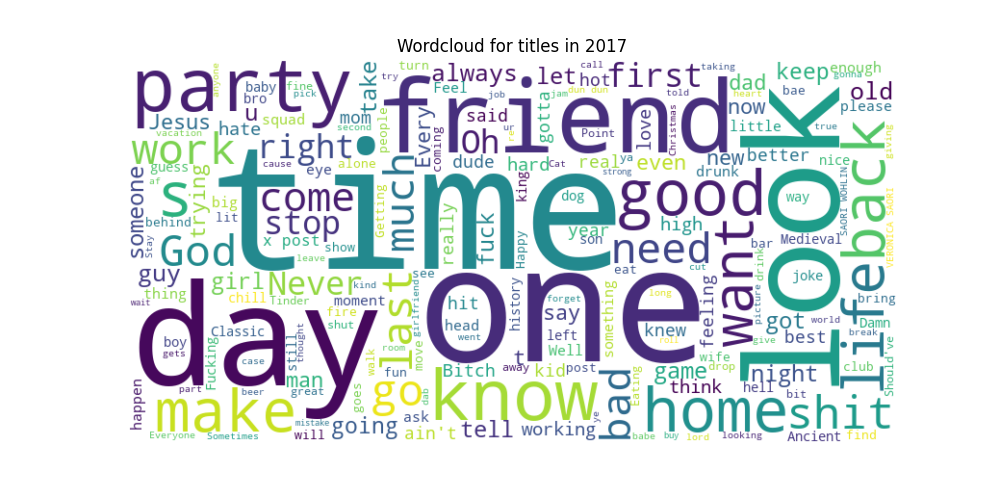 Wordcloud for titles in 2017
party
friend
look
time
one
day
first
always
let
hot
call
taking
try
turn
Feel
job
jam
dun dun
told
keep
enough
gonna
dad
bae
old
please
now
heart
true
little
Christmas
love
people
take
baby
bro
fine
pick
anyone
u
squad
mom
second
Jesus
hate
vacation
work
guess
right
cause
eye
alone
Every
coming
said
Oh
ur
re
gotta
Point
dude
hard
Cat
real
ya
even
new
better
nice
drunk
strong
king
dog
year
son
good
high
need
eat
cut
want
bar
drink
picture
way
Medieval
joke
SAORI WOHLIN
VERONICA SAORI
giving
back
life
bring
someone
s
trying
big
lit
behind
af
Stay
God
come
stop
x post
show
leave
Getting
much
really
fuck
Happy
guy
thing
wait
girl
chill
Tinder
Never
kind
moment
fire
shut
last
see
girlfriend
move
hit
head
went
history
say
forget
left
Well
something
long
roll
knew
feeling
got
best
world
give
Damn
break
club
Should've
boy
gets
Classic
case
Fucking
still
thought
man
great
part
beer
make
happen
Everyone
Sometimes
mistake
will
goes
walk
room
fun
go
dab
going
ask
ain't
Bitch
know
tell
away
t
kid
post
working
ye
bad
Eating
babe
game
wife
drop
think
home
buy
lord
looking
night
hell
bit
shit
Ancient
find